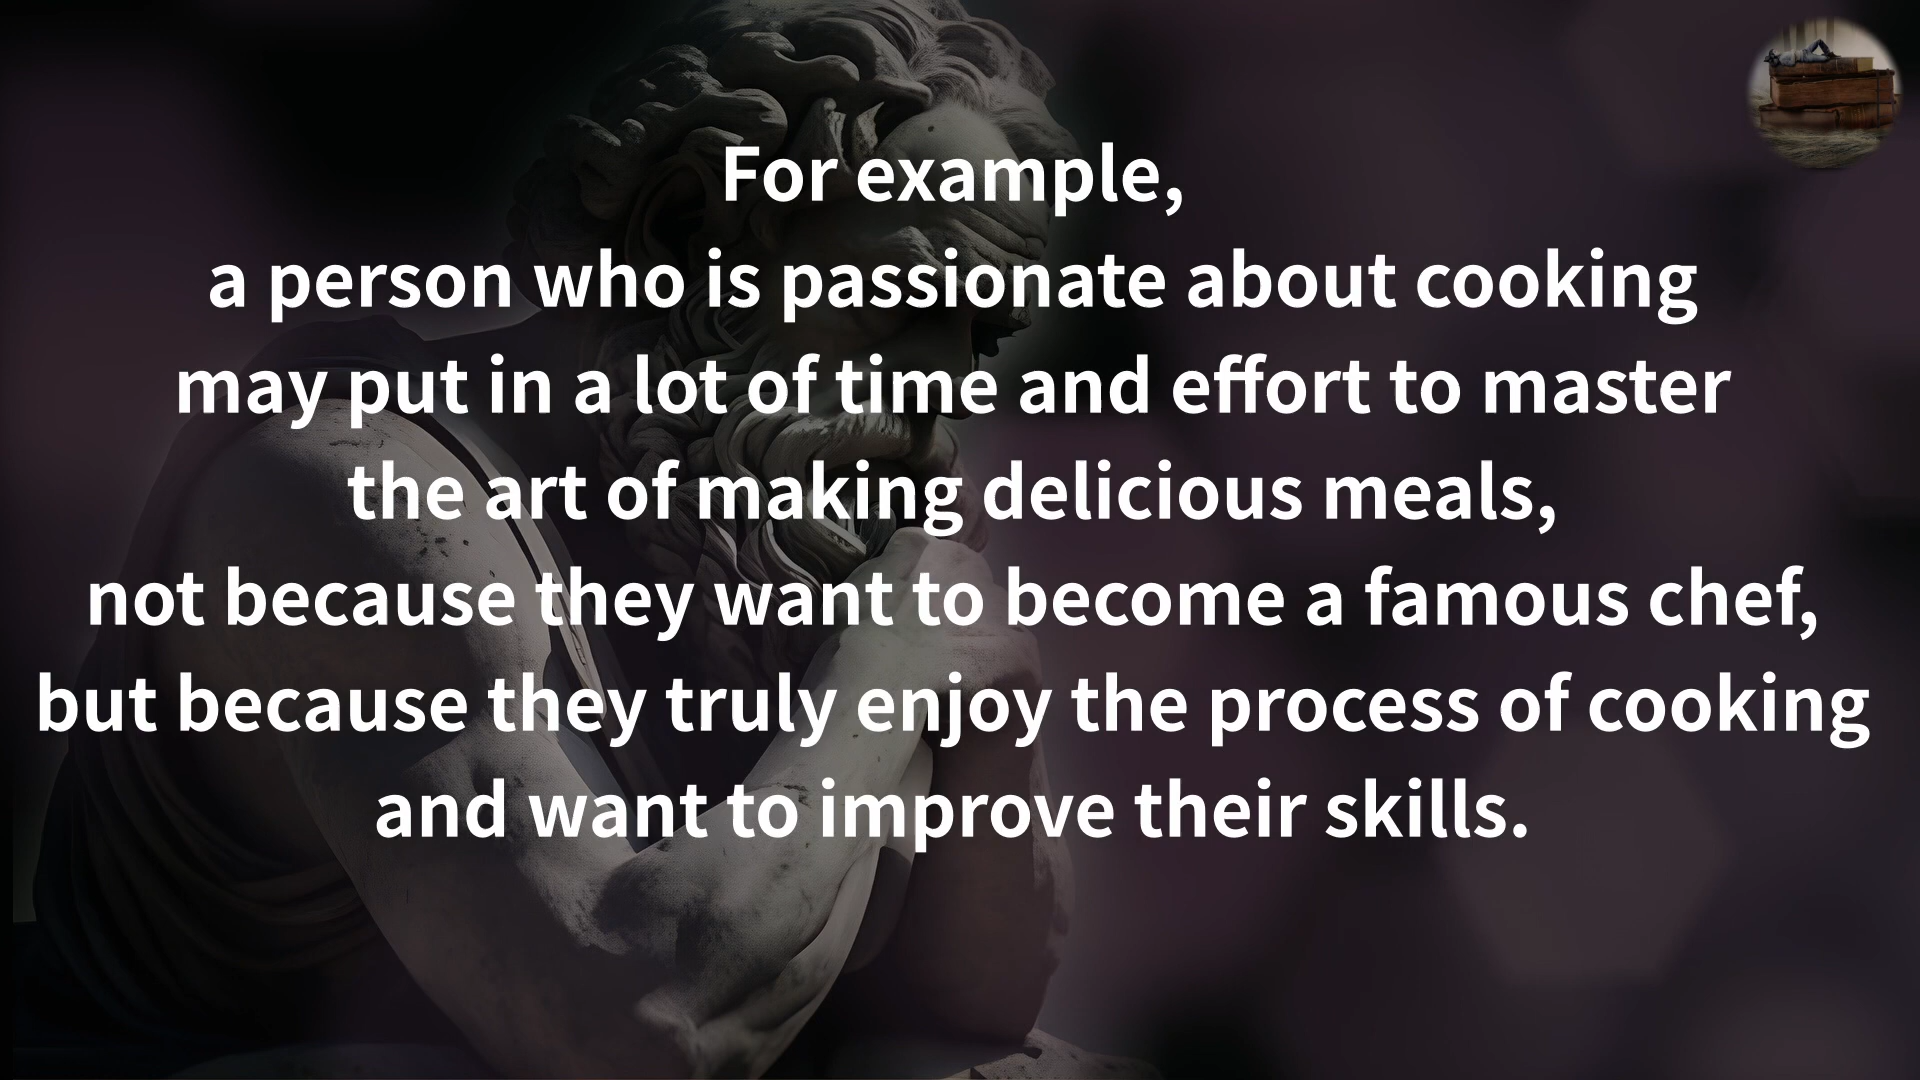 For example,
a person who is passionate about cooking
may put in a lot of time and effort to master
the art of making delicious meals,
not because they want to become a famous chef,
but because they truly enjoy the process of cooking
and want to improve their skills.